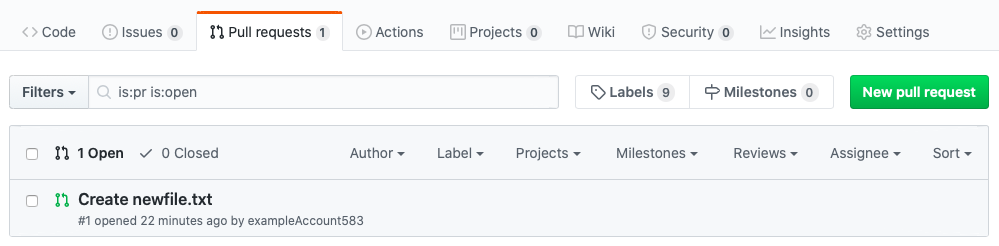 Code Issues 0 Pull requests 1 Actions Projects 0 Wiki Security 0 Insights Settings
Filters is:pr is:open Labels 9 Milestones 0 New pull request
1 Open 0 Closed Author Label Projects Milestones Reviews Assignee Sort
Create newfile.txt
#1 opened 22 minutes ago by exampleAccount583